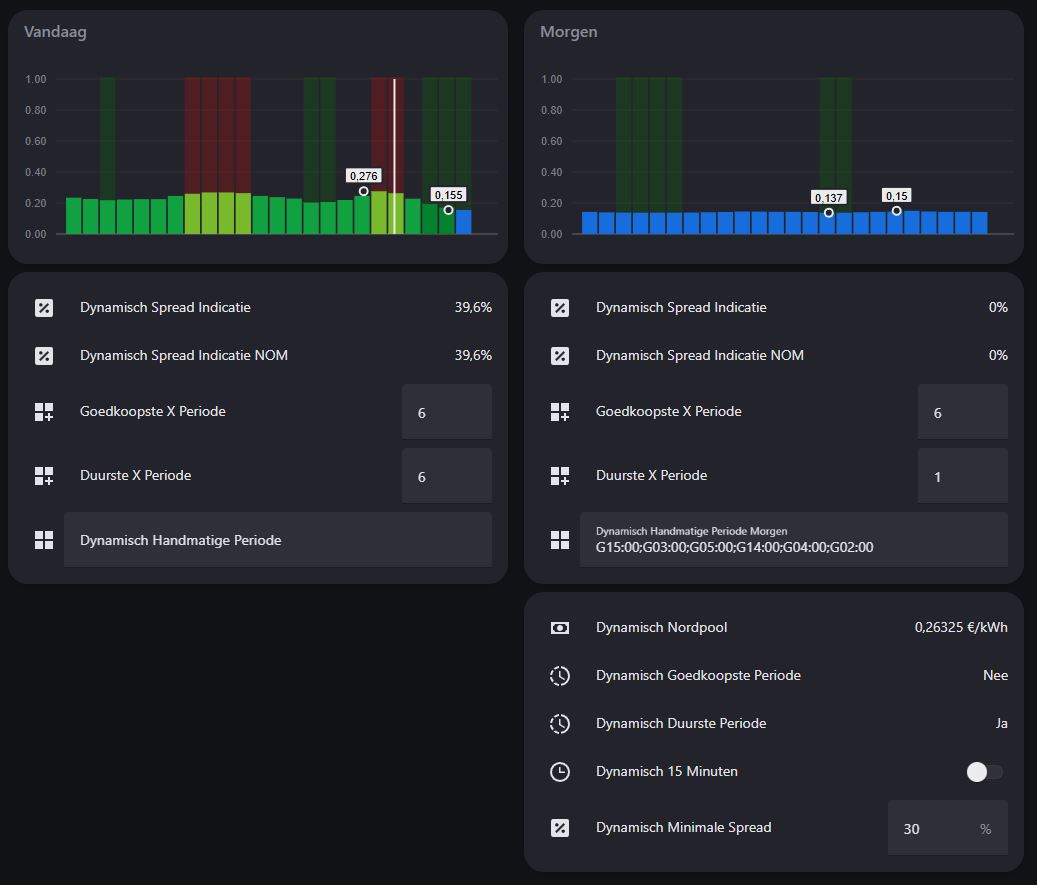 Vandaag
1.00
0.80
0.60
0.40
0.20
0.00
0,276
0,155
Dynamisch Spread Indicatie 39,6%
Dynamisch Spread Indicatie NOM 39,6%
Goedkoopste X Periode 6
Duurste X Periode 6
Dynamisch Handmatige Periode
Morgen
1.00
0.80
0.60
0.40
0.20
0.00
0,137
0,15
Dynamisch Spread Indicatie 0%
Dynamisch Spread Indicatie NOM 0%
Goedkoopste X Periode 6
Duurste X Periode 1
Dynamisch Handmatige Periode Morgen
G15:00;G03:00;G05:00;G14:00;G04:00;G02:00
Dynamisch Nordpool 0,26325 €/kWh
Dynamisch Goedkoopste Periode Nee
Dynamisch Duurste Periode Ja
Dynamisch 15 Minuten
Dynamisch Minimale Spread 30 %